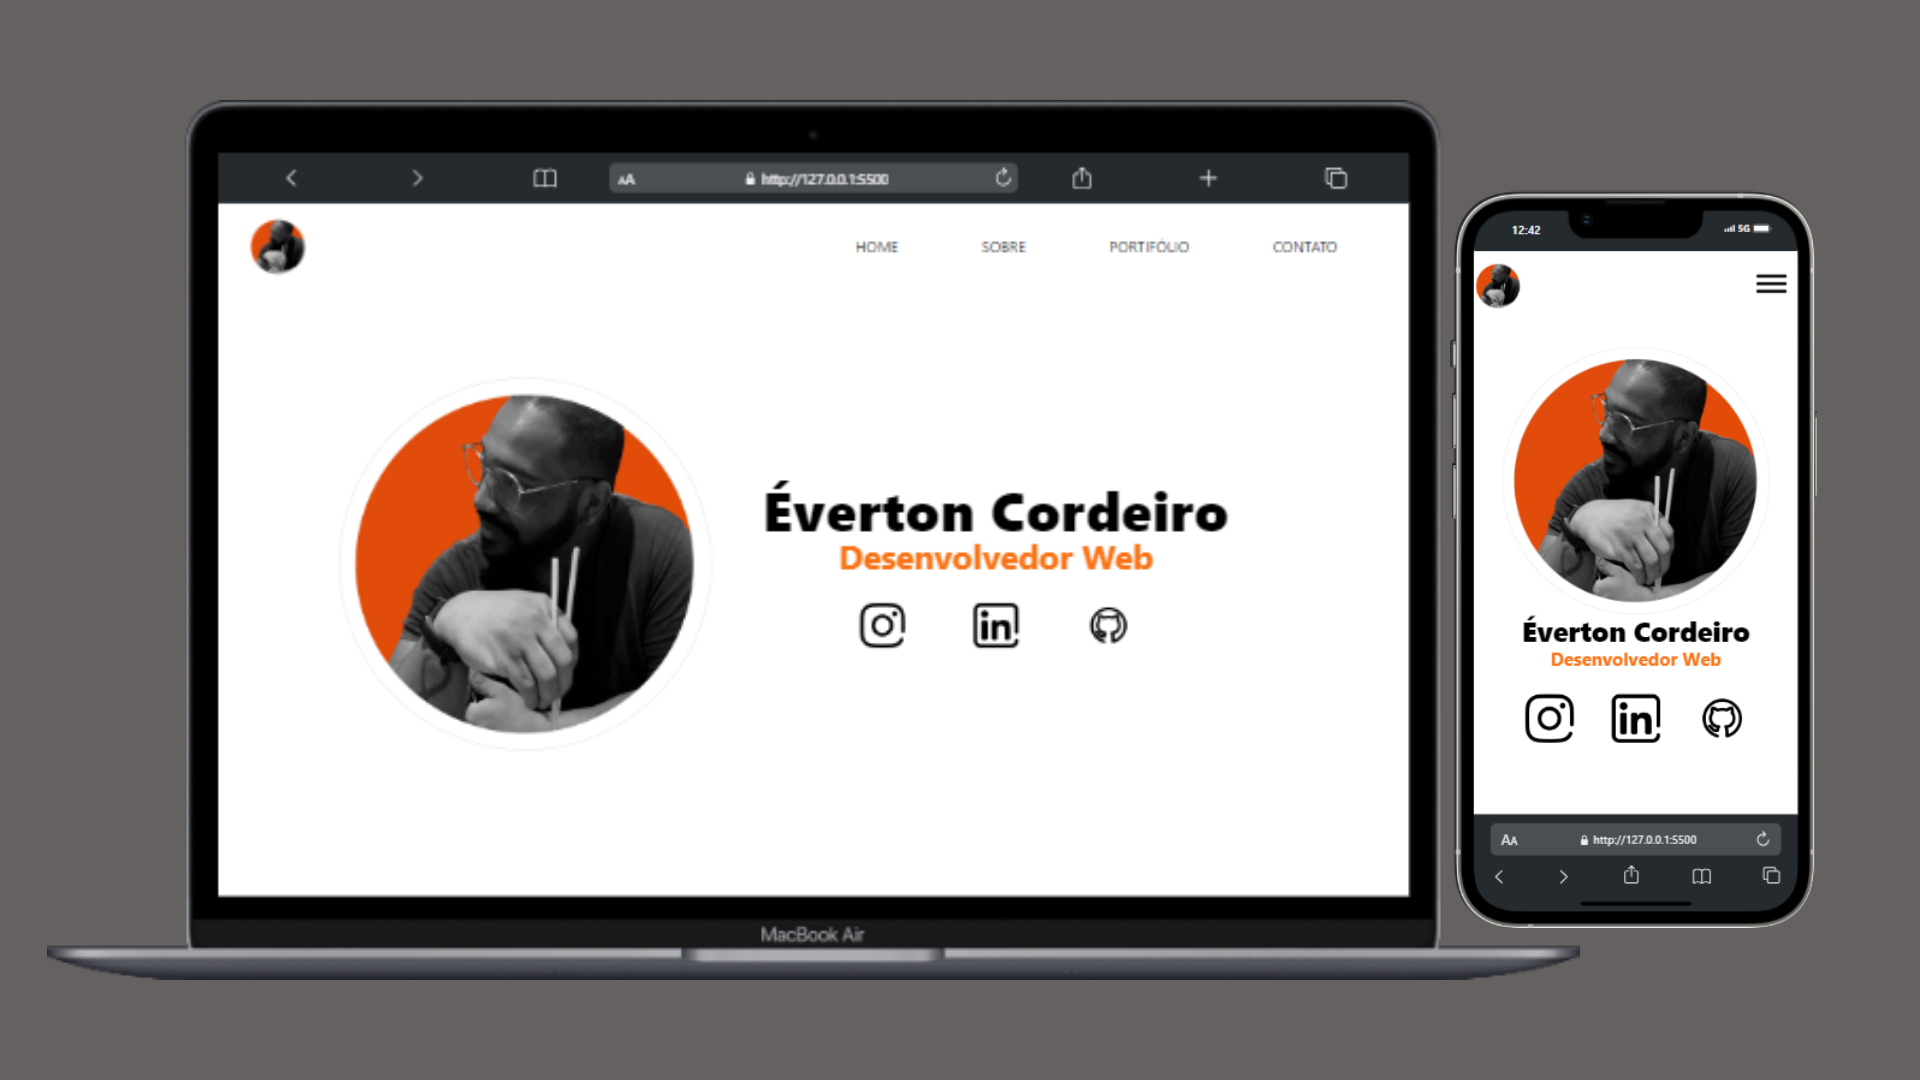 AA http://127.0.0.1:5500
HOME SOBRE PORTIFÓLIO CONTATO
Éverton Cordeiro
Desenvolvedor Web
in
MacBook Air
12:42 5G
Éverton Cordeiro
Desenvolvedor Web
in
AA http://127.0.0.1:5500